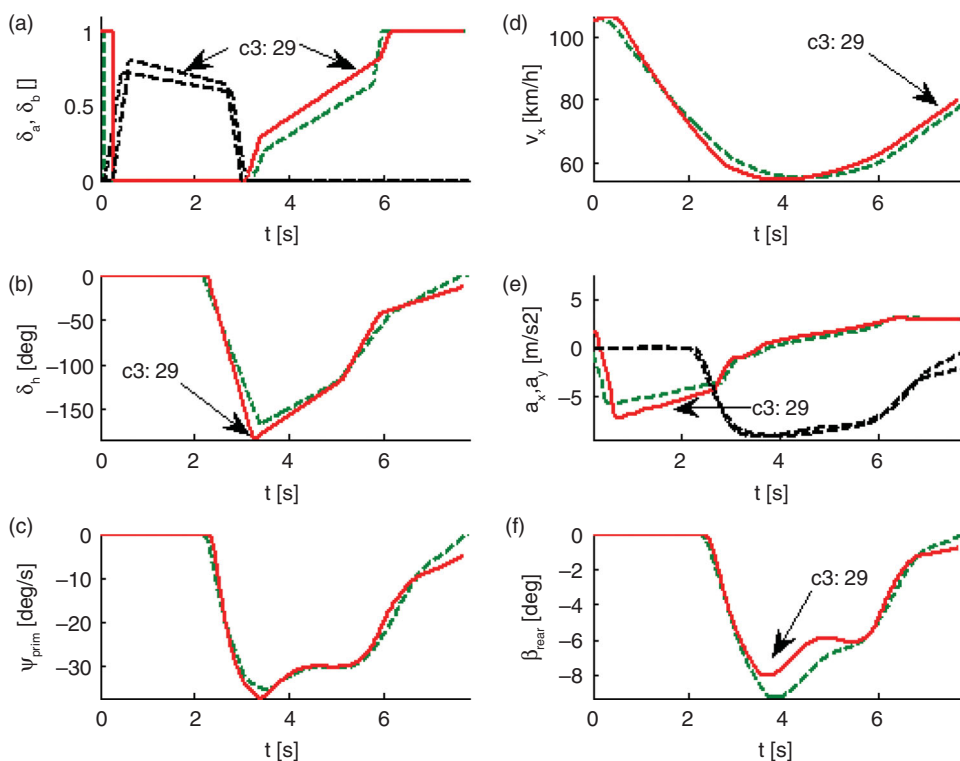 (a)
1
0.5
0
δa, δb []
c3: 29
0 2 4 6
t [s]
(d)
100
80
60
vx [km/h]
c3: 29
0 2 4 6
t [s]
(b)
0
−50
−100
−150
δh [deg]
c3: 29
0 2 4 6
t [s]
(e)
5
0
−5
ax,ay [m/s2]
c3: 29
2 4 6
t [s]
(c)
0
−10
−20
−30
ψprim [deg/s]
0 2 4 6
t [s]
(f)
0
−2
−4
−6
−8
βrear [deg]
c3: 29
0 2 4 6
t [s]